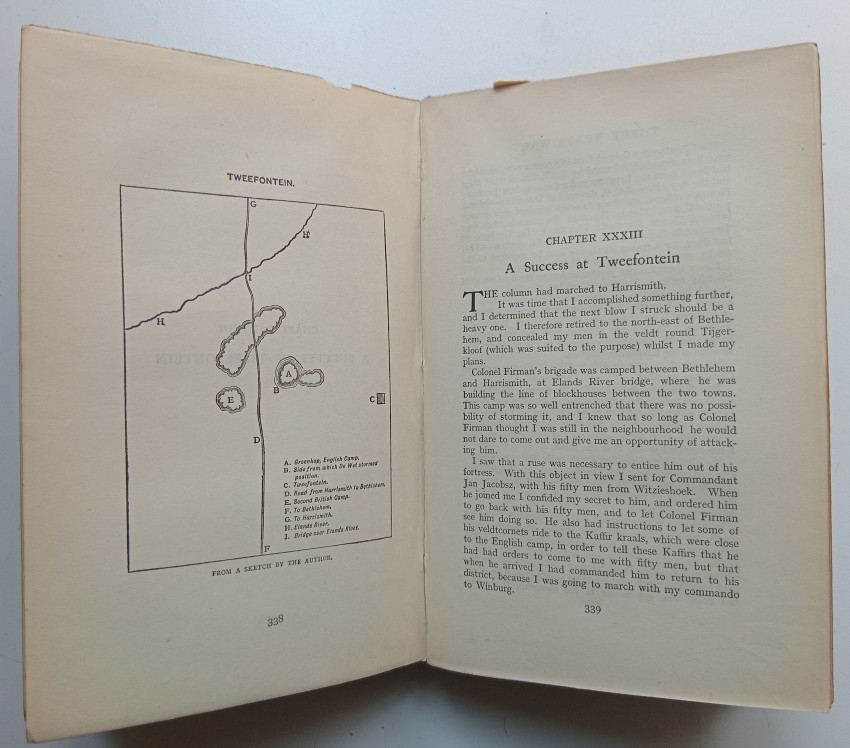 TWEEFONTEIN.
G
H
I
H
A
B
E
C
D
A. Groenkop, English Camp.
B. Side from which De Wet stormed
position.
C. Tweefontein.
D. Road from Harrismith to Bethlehem.
E. Second British Camp.
F. To Bethlehem.
G. To Harrismith.
H. Elands River.
I. Bridge over Elands River.
F
FROM A SKETCH BY THE AUTHOR.
338
CHAPTER XXXIII
A Success at Tweefontein
THE column had marched to Harrismith.
It was time that I accomplished something further,
and I determined that the next blow I struck should be a
heavy one. I therefore retired to the north-east of Bethle-
hem, and concealed my men in the veldt round Tijger-
kloof (which was suited to the purpose) whilst I made my
plans.
Colonel Firman's brigade was camped between Bethlehem
and Harrismith, at Elands River bridge, where he was
building the line of blockhouses between the two towns.
This camp was so well entrenched that there was no possi-
bility of storming it, and I knew that so long as Colonel
Firman thought I was still in the neighbourhood he would
not dare to come out and give me an opportunity of attack-
ing him.
I saw that a ruse was necessary to entice him out of his
fortress. With this object in view I sent for Commandant
Jan Jacobsz, with his fifty men from Witzieshoek. When
he joined me I confided my secret to him, and ordered him
to go back with his fifty men, and to let Colonel Firman
see him doing so. He also had instructions to let some of
his veldtcornets ride to the Kaffir kraals, which were close
to the English camp, in order to tell these Kaffirs that he
had had orders to come to me with fifty men, but that
when he arrived I had commanded him to return to his
district, because I was going to march with my commando
to Winburg.
339